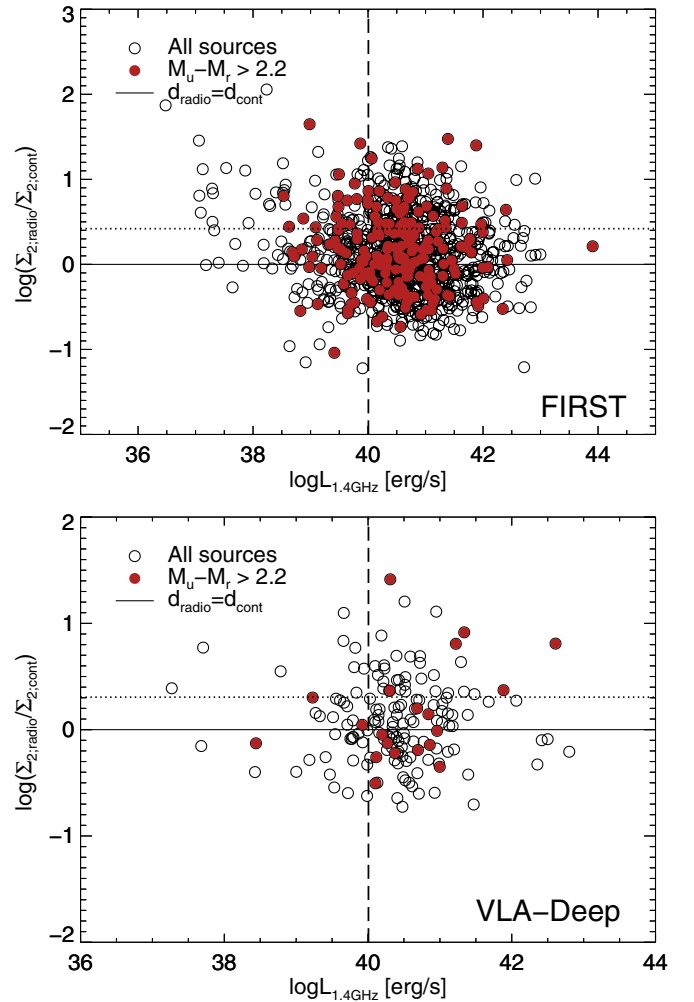 3
2
1
0
−1
−2
log(Σ2;radio/Σ2;cont)
All sources
Mu−Mr > 2.2
dradio=dcont
FIRST
36 38 40 42 44
logL1.4GHz [erg/s]
2
1
0
−1
−2
log(Σ2;radio/Σ2;cont)
All sources
Mu−Mr > 2.2
dradio=dcont
VLA−Deep
36 38 40 42 44
logL1.4GHz [erg/s]